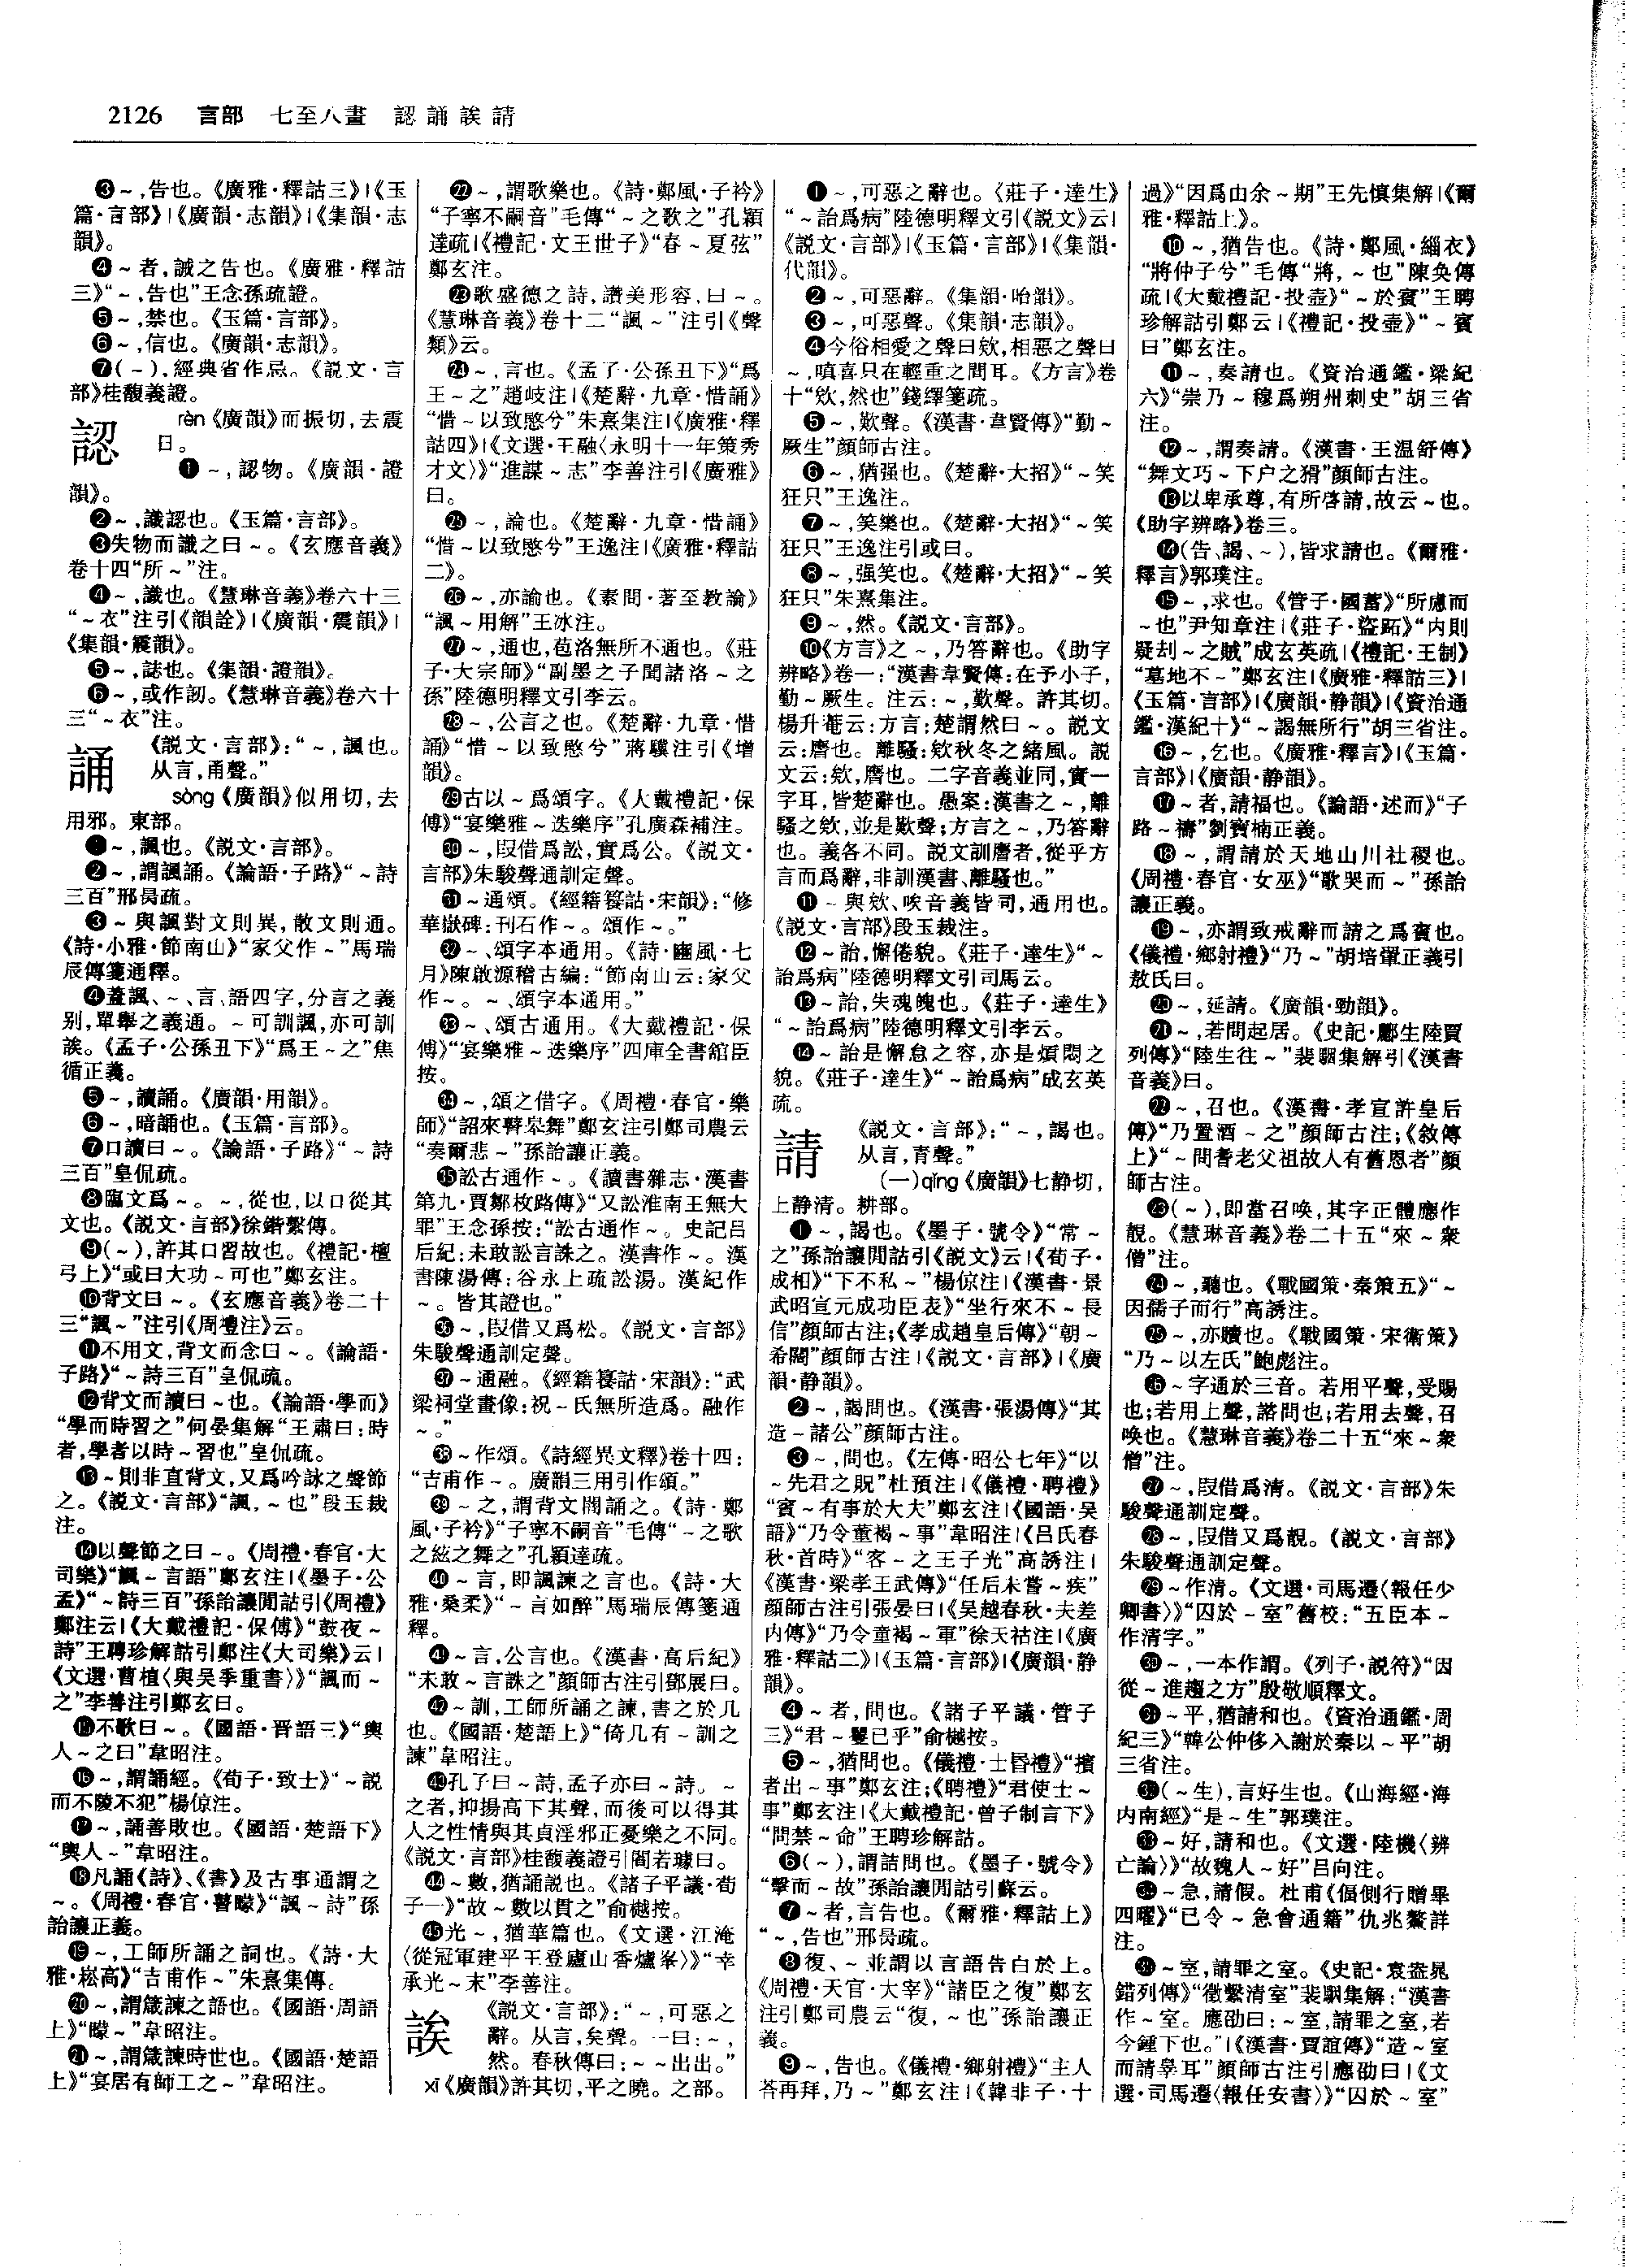 2126　言部　七至八畫　認誦誒請
❸~,告也。《廣雅·釋詁三》|《玉
篇·言部》|《廣韻·志韻》|《集韻·志
韻》。
❹~者,誡之告也。《廣雅·釋詁
三》“~,告也”王念孫疏證。
❺~,禁也。《玉篇·言部》。
❻~,信也。《廣韻·志韻》。
❼(~),經典省作忌。《説文·言
部》桂馥義證。
認
rèn《廣韻》而振切,去震
日。
❶~,認物。《廣韻·證
韻》。
❷~,識認也。《玉篇·言部》。
❸失物而識之曰~。《玄應音義》
卷十四“所~”注。
❹~,識也。《慧琳音義》卷六十三
“~衣”注引《韻詮》|《廣韻·震韻》|
《集韻·震韻》。
❺~,誌也。《集韻·證韻》。
❻~,或作訒。《慧琳音義》卷六十
三“~衣”注。
誦
《説文·言部》:“~,諷也。
从言,甬聲。”
sòng《廣韻》似用切,去
用邪。東部。
❶~,諷也。《説文·言部》。
❷~,謂諷誦。《論語·子路》“~詩
三百”邢昺疏。
❸~與諷對文則異,散文則通。
《詩·小雅·節南山》“家父作~”馬瑞
辰傳箋通釋。
❹蓋諷、~、言、語四字,分言之義
别,單舉之義通。~可訓諷,亦可訓
誒。《孟子·公孫丑下》“爲王~之”焦
循正義。
❺~,讀誦。《廣韻·用韻》。
❻~,暗誦也。《玉篇·言部》。
❼口讀曰~。《論語·子路》“~詩
三百”皇侃疏。
❽臨文爲~。~,從也,以口從其
文也。《説文·言部》徐鍇繫傳。
❾(~),許其口習故也。《禮記·檀
弓上》“或曰大功~可也”鄭玄注。
❿背文曰~。《玄應音義》卷二十
三“諷~”注引《周禮注》云。
⓫不用文,背文而念曰~。《論語·
子路》“~詩三百”皇侃疏。
⓬背文而讀曰~也。《論語·學而》
“學而時習之”何晏集解“王肅曰:時
者,學者以時~習也”皇侃疏。
⓭~則非直背文,又爲吟詠之聲節
之。《説文·言部》“諷,~也”段玉裁
注。
⓮以聲節之曰~。《周禮·春官·大
司樂》“諷~言語”鄭玄注|《墨子·公
孟》“~詩三百”孫詒讓閒詁引《周禮》
鄭注云|《大戴禮記·保傅》“鼓夜~
詩”王聘珍解詁引鄭注《大司樂》云|
《文選·曹植〈與吴季重書〉》“諷而~
之”李善注引鄭玄曰。
⓯不歌曰~。《國語·晉語三》“輿
人~之曰”韋昭注。
⓰~,謂誦經。《荀子·致士》“~説
而不陵不犯”楊倞注。
⓱~,誦善敗也。《國語·楚語下》
“輿人~”韋昭注。
⓲凡誦《詩》、《書》及古事通謂之
~。《周禮·春官·瞽矇》“諷~詩”孫
詒讓正義。
⓳~,工師所誦之詞也。《詩·大
雅·崧高》“吉甫作~”朱熹集傳。
⓴~,謂箴諫之語也。《國語·周語
上》“矇~”韋昭注。
㉑~,謂箴諫時世也。《國語·楚語
上》“宴居有師工之~”韋昭注。
㉒~,謂歌樂也。《詩·鄭風·子衿》
“子寧不嗣音”毛傳“~之歌之”孔穎
達疏|《禮記·文王世子》“春~夏弦”
鄭玄注。
㉓歌盛德之詩,讚美形容,曰~。
《慧琳音義》卷十二“諷~”注引《聲
類》云。
㉔~,言也。《孟子·公孫丑下》“爲
王~之”趙岐注|《楚辭·九章·惜誦》
“惜~以致愍兮”朱熹集注|《廣雅·釋
詁四》|《文選·王融〈永明十一年策秀
才文〉》“進謀~志”李善注引《廣雅》
曰。
㉕~,論也。《楚辭·九章·惜誦》
“惜~以致愍兮”王逸注|《廣雅·釋詁
二》。
㉖~,亦諭也。《素問·著至教論》
“諷~用解”王冰注。
㉗~,通也,苞洛無所不通也。《莊
子·大宗師》“副墨之子聞諸洛~之
孫”陸德明釋文引李云。
㉘~,公言之也。《楚辭·九章·惜
誦》“惜~以致愍兮”蔣驥注引《增
韻》。
㉙古以~爲頌字。《大戴禮記·保
傅》“宴樂雅~迭樂序”孔廣森補注。
㉚~,叚借爲訟,實爲公。《説文·
言部》朱駿聲通訓定聲。
㉛~通頌。《經籍籑詁·宋韻》:“修
華嶽碑:刊石作~。頌作~。”
㉜~、頌字本通用。《詩·豳風·七
月》陳啟源稽古編:“節南山云:家父
作~。~、頌字本通用。”
㉝~、頌古通用。《大戴禮記·保
傅》“宴樂雅~迭樂序”四庫全書館臣
按。
㉞~,頌之借字。《周禮·春官·樂
師》“詔來瞽皋舞”鄭玄注引鄭司農云
“奏爾悲~”孫詒讓正義。
㉟訟古通作~。《讀書雜志·漢書
第九·賈鄒枚路傳》“又訟淮南王無大
罪”王念孫按:“訟古通作~。史記吕
后紀:未敢訟言誅之。漢書作~。漢
書陳湯傳:谷永上疏訟湯。漢紀作
~。皆其證也。”
㊱~,叚借又爲松。《説文·言部》
朱駿聲通訓定聲。
㊲~通融。《經籍籑詁·宋韻》:“武
梁祠堂畫像:祝~氏無所造爲。融作
~。”
㊳~作頌。《詩經異文釋》卷十四:
“吉甫作~。廣韻三用引作頌。”
㊴~之,謂背文闇誦之。《詩·鄭
風·子衿》“子寧不嗣音”毛傳“~之歌
之絃之舞之”孔穎達疏。
㊵~言,即諷諫之言也。《詩·大
雅·桑柔》“~言如醉”馬瑞辰傳箋通
釋。
㊶~言,公言也。《漢書·高后紀》
“未敢~言誅之”顔師古注引鄧展曰。
㊷~訓,工師所誦之諫,書之於几
也。《國語·楚語上》“倚几有~訓之
諫”韋昭注。
㊸孔子曰~詩,孟子亦曰~詩。~
之者,抑揚高下其聲,而後可以得其
人之性情與其貞淫邪正憂樂之不同。
《説文·言部》桂馥義證引閻若璩曰。
㊹~數,猶誦説也。《諸子平議·荀
子一》“故~數以貫之”俞樾按。
㊺光~,猶華篇也。《文選·江淹
〈從冠軍建平王登廬山香爐峯〉》“幸
承光~末”李善注。
誒
《説文·言部》:“~,可惡之
辭。从言,矣聲。一曰:~,
然。春秋傳曰:~~出出。”
xī《廣韻》許其切,平之曉。之部。
❶~,可惡之辭也。《莊子·達生》
“~詒爲病”陸德明釋文引《説文》云|
《説文·言部》|《玉篇·言部》|《集韻·
代韻》。
❷~,可惡辭。《集韻·咍韻》。
❸~,可惡聲。《集韻·志韻》。
❹今俗相愛之聲曰欸,相惡之聲曰
~,嗔喜只在輕重之間耳。《方言》卷
十“欸,然也”錢繹箋疏。
❺~,歎聲。《漢書·韋賢傳》“勤~
厥生”顔師古注。
❻~,猶强也。《楚辭·大招》“~笑
狂只”王逸注。
❼~,笑樂也。《楚辭·大招》“~笑
狂只”王逸注引或曰。
❽~,强笑也。《楚辭·大招》“~笑
狂只”朱熹集注。
❾~,然。《説文·言部》。
❿《方言》之~,乃答辭也。《助字
辨略》卷一:“漢書韋賢傳:在予小子,
勤~厥生。注云:~,歎聲。許其切。
楊升菴云:方言:楚謂然曰~。説文
云:譍也。離騷:欸秋冬之緒風。説
文云:欸,譍也。二字音義並同,實一
字耳,皆楚辭也。愚案:漢書之~,離
騷之欸,並是歎聲;方言之~,乃答辭
也。義各不同。説文訓譍者,從乎方
言而爲辭,非訓漢書、離騷也。”
⓫~與欸、唉音義皆同,通用也。
《説文·言部》段玉裁注。
⓬~詒,懈倦貌。《莊子·達生》“~
詒爲病”陸德明釋文引司馬云。
⓭~詒,失魂魄也。《莊子·達生》
“~詒爲病”陸德明釋文引李云。
⓮~詒是懈怠之容,亦是煩悶之
貌。《莊子·達生》“~詒爲病”成玄英
疏。
請
《説文·言部》:“~,謁也。
从言,青聲。”
(一)qǐng《廣韻》七静切,
上静清。耕部。
❶~,謁也。《墨子·號令》“常~
之”孫詒讓閒詁引《説文》云|《荀子·
成相》“下不私~”楊倞注|《漢書·景
武昭宣元成功臣表》“坐行來不~長
信”顔師古注;《孝成趙皇后傳》“朝~
希闊”顔師古注|《説文·言部》|《廣
韻·静韻》。
❷~,謁問也。《漢書·張湯傳》“其
造~諸公”顔師古注。
❸~,問也。《左傳·昭公七年》“以
~先君之貺”杜預注|《儀禮·聘禮》
“賓~有事於大夫”鄭玄注|《國語·吴
語》“乃令董褐~事”韋昭注|《吕氏春
秋·首時》“客~之王子光”高誘注|
《漢書·梁孝王武傳》“任后未嘗~疾”
顔師古注引張晏曰|《吴越春秋·夫差
内傳》“乃令童褐~軍”徐天祜注|《廣
雅·釋詁二》|《玉篇·言部》|《廣韻·静
韻》。
❹~者,問也。《諸子平議·管子
三》“君~矍已乎”俞樾按。
❺~,猶問也。《儀禮·士昏禮》“擯
者出~事”鄭玄注;《聘禮》“君使士~
事”鄭玄注|《大戴禮記·曾子制言下》
“問禁~命”王聘珍解詁。
❻(~),謂詰問也。《墨子·號令》
“擊而~故”孫詒讓閒詁引蘇云。
❼~者,言告也。《爾雅·釋詁上》
“~,告也”邢昺疏。
❽復、~並謂以言語告白於上。
《周禮·天官·大宰》“諸臣之復”鄭玄
注引鄭司農云“復,~也”孫詒讓正
義。
❾~,告也。《儀禮·鄉射禮》“主人
荅再拜,乃~”鄭玄注|《韓非子·十
過》“因爲由余~期”王先慎集解|《爾
雅·釋詁上》。
❿~,猶告也。《詩·鄭風·緇衣》
“將仲子兮”毛傳“將,~也”陳奂傳
疏|《大戴禮記·投壺》“~於賓”王聘
珍解詁引鄭云|《禮記·投壺》“~賓
曰”鄭玄注。
⓫~,奏請也。《資治通鑑·梁紀
六》“崇乃~穆爲朔州刺史”胡三省
注。
⓬~,謂奏請。《漢書·王温舒傳》
“舞文巧~下户之猾”顔師古注。
⓭以卑承尊,有所啓請,故云~也。
《助字辨略》卷三。
⓮(告、謁、~),皆求請也。《爾雅·
釋言》郭璞注。
⓯~,求也。《管子·國蓄》“所慮而
~也”尹知章注|《莊子·盜跖》“内則
疑刦~之賊”成玄英疏|《禮記·王制》
“墓地不~”鄭玄注|《廣雅·釋詁三》|
《玉篇·言部》|《廣韻·静韻》|《資治通
鑑·漢紀十》“~謁無所行”胡三省注。
⓰~,乞也。《廣雅·釋言》|《玉篇·
言部》|《廣韻·静韻》。
⓱~者,請福也。《論語·述而》“子
路~禱”劉寶楠正義。
⓲~,謂請於天地山川社稷也。
《周禮·春官·女巫》“歌哭而~”孫詒
讓正義。
⓳~,亦謂致戒辭而請之爲賓也。
《儀禮·鄉射禮》“乃~”胡培翬正義引
敖氏曰。
⓴~,延請。《廣韻·勁韻》。
㉑~,若問起居。《史記·酈生陸賈
列傳》“陸生往~”裴駰集解引《漢書
音義》曰。
㉒~,召也。《漢書·孝宣許皇后
傳》“乃置酒~之”顔師古注;《敘傳
上》“~問耆老父祖故人有舊恩者”顔
師古注。
㉓(~),即當召唤,其字正體應作
靚。《慧琳音義》卷二十五“來~衆
僧”注。
㉔~,聽也。《戰國策·秦策五》“~
因孺子而行”高誘注。
㉕~,亦贖也。《戰國策·宋衛策》
“乃~以左氏”鮑彪注。
㉖~字通於三音。若用平聲,受賜
也;若用上聲,諮問也;若用去聲,召
唤也。《慧琳音義》卷二十五“來~衆
僧”注。
㉗~,叚借爲清。《説文·言部》朱
駿聲通訓定聲。
㉘~,叚借又爲靚。《説文·言部》
朱駿聲通訓定聲。
㉙~作清。《文選·司馬遷〈報任少
卿書〉》“囚於~室”舊校:“五臣本~
作清字。”
㉚~,一本作謂。《列子·説符》“因
從~進趨之方”殷敬順釋文。
㉛~平,猶請和也。《資治通鑑·周
紀三》“韓公仲侈入謝於秦以~平”胡
三省注。
㉜(~生),言好生也。《山海經·海
内南經》“是~生”郭璞注。
㉝~好,請和也。《文選·陸機〈辨
亡論〉》“故魏人~好”吕向注。
㉞~急,請假。杜甫《偪側行贈畢
四曜》“已令~急會通籍”仇兆鰲詳
注。
㉟~室,請罪之室。《史記·袁盎晁
錯列傳》“徵繫清室”裴駰集解:“漢書
作~室。應劭曰:~室,請罪之室,若
今鍾下也。”|《漢書·賈誼傳》“造~室
而請辠耳”顔師古注引應劭曰|《文
選·司馬遷〈報任安書〉》“囚於~室”